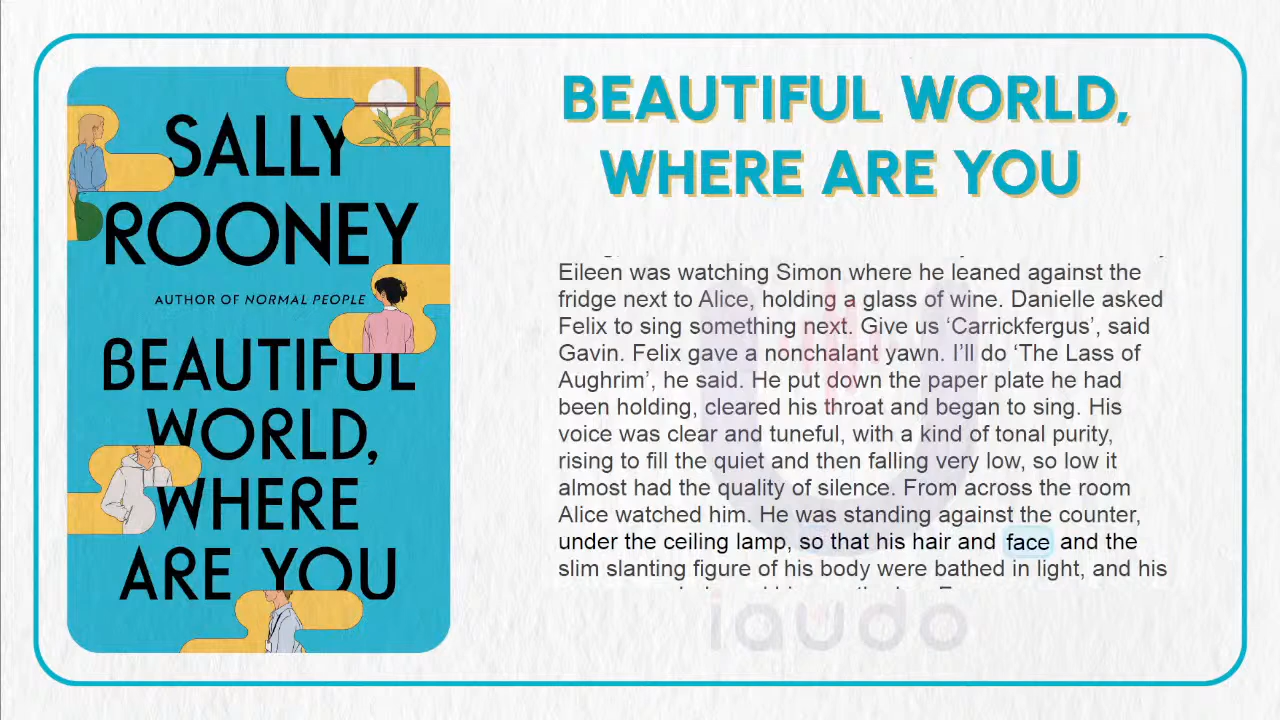 SALLY
ROONEY
AUTHOR OF NORMAL PEOPLE
BEAUTIFUL
WORLD,
WHERE
ARE YOU
BEAUTIFUL WORLD,
WHERE ARE YOU
Eileen was watching Simon where he leaned against the
fridge next to Alice, holding a glass of wine. Danielle asked
Felix to sing something next. Give us ‘Carrickfergus’, said
Gavin. Felix gave a nonchalant yawn. I’ll do ‘The Lass of
Aughrim’, he said. He put down the paper plate he had
been holding, cleared his throat and began to sing. His
voice was clear and tuneful, with a kind of tonal purity,
rising to fill the quiet and then falling very low, so low it
almost had the quality of silence. From across the room
Alice watched him. He was standing against the counter,
under the ceiling lamp, so that his hair and face and the
slim slanting figure of his body were bathed in light, and his
iaudo